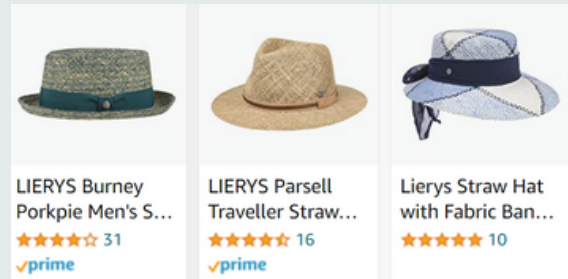 LIERYS Burney
Porkpie Men's S...
31
prime
LIERYS Parsell
Traveller Straw...
16
prime
Lierys Straw Hat
with Fabric Ban...
10